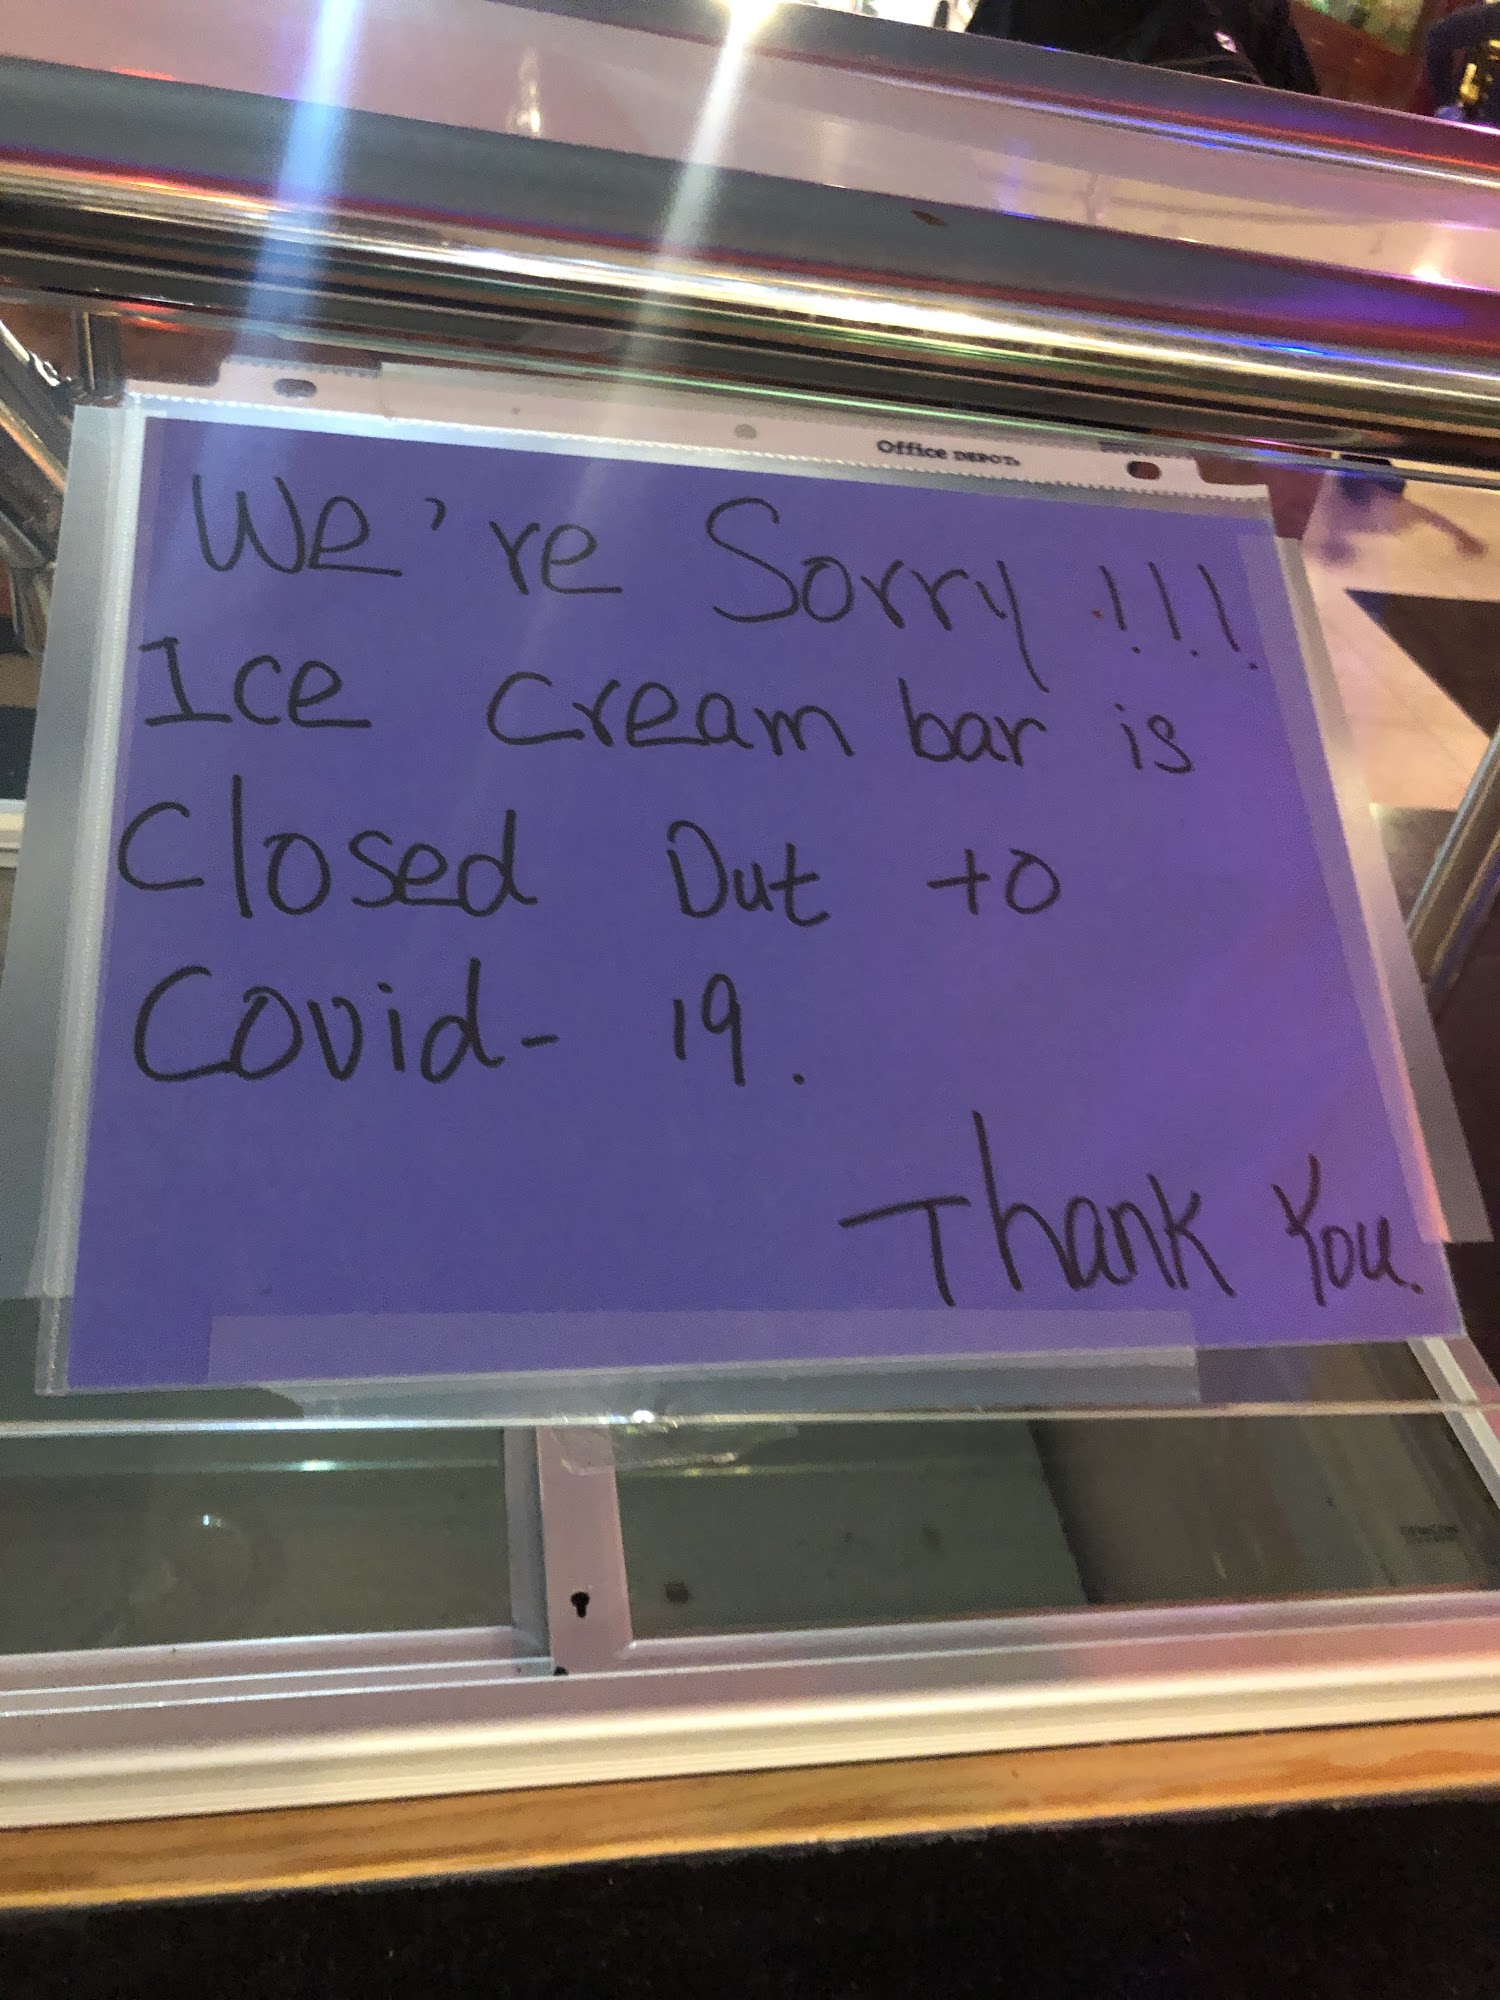 Office DEPOT.
We're Sorry !!!
Ice cream bar is
Closed Dut to
Covid- 19.
Thank You.